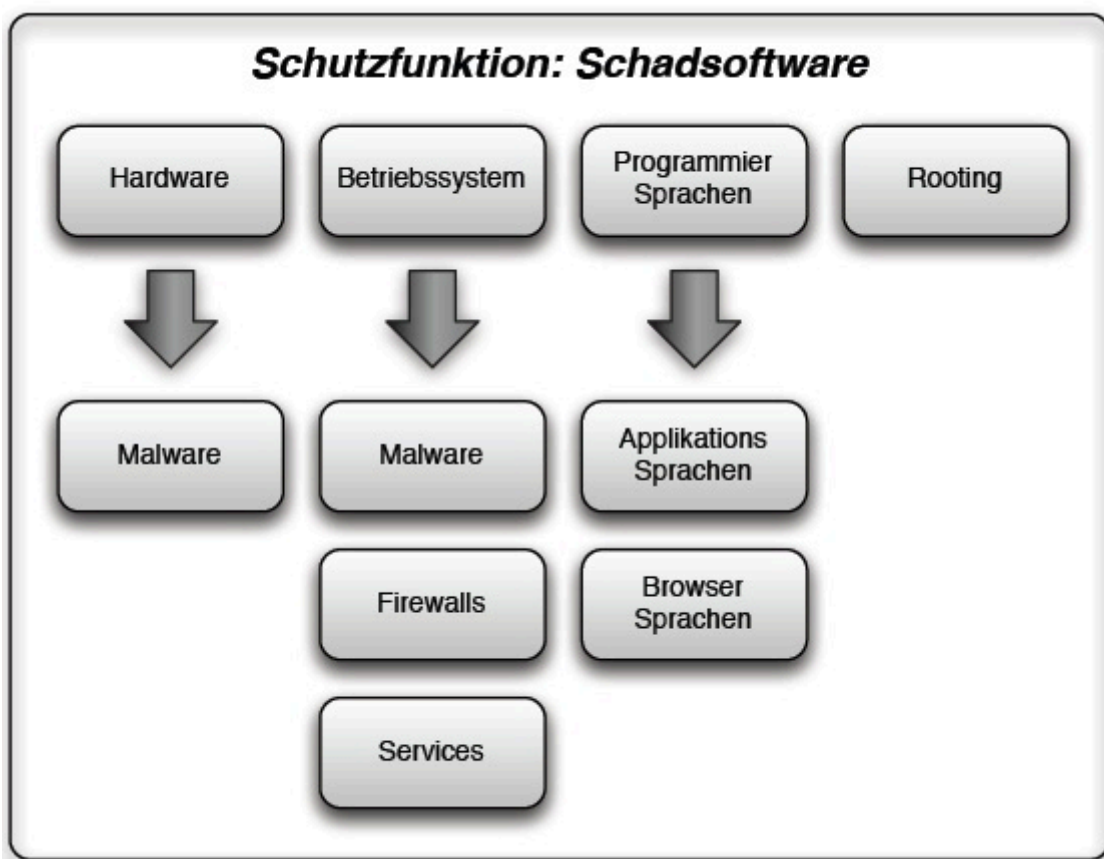 Schutzfunktion: Schadsoftware
Hardware
Betriebssystem
Programmier
Sprachen
Rooting
Malware
Malware
Applikations
Sprachen
Firewalls
Browser
Sprachen
Services